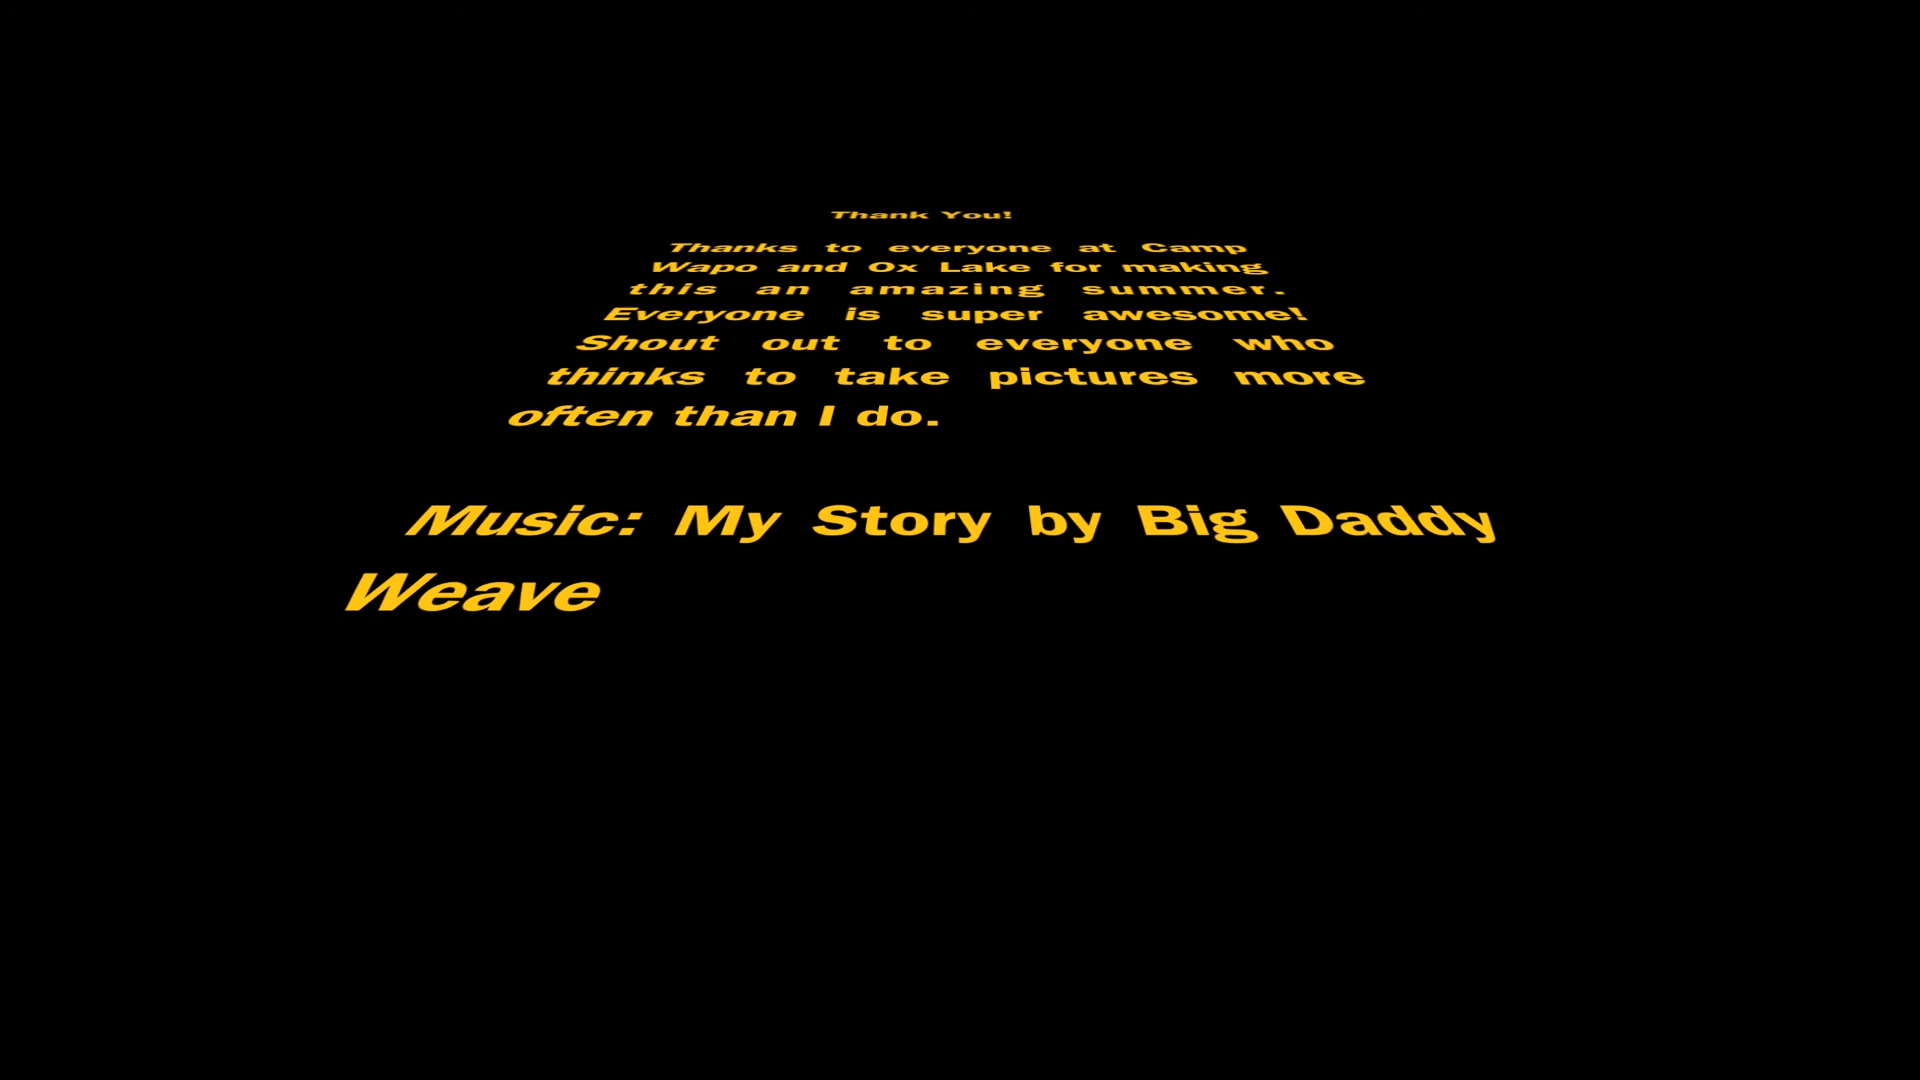 Thank You!
Thanks to everyone at Camp
Wapo and Ox Lake for making
this an amazing summer.
Everyone is super awesome!
Shout out to everyone who
thinks to take pictures more
often than I do.
Music: My Story by Big Daddy
Weave